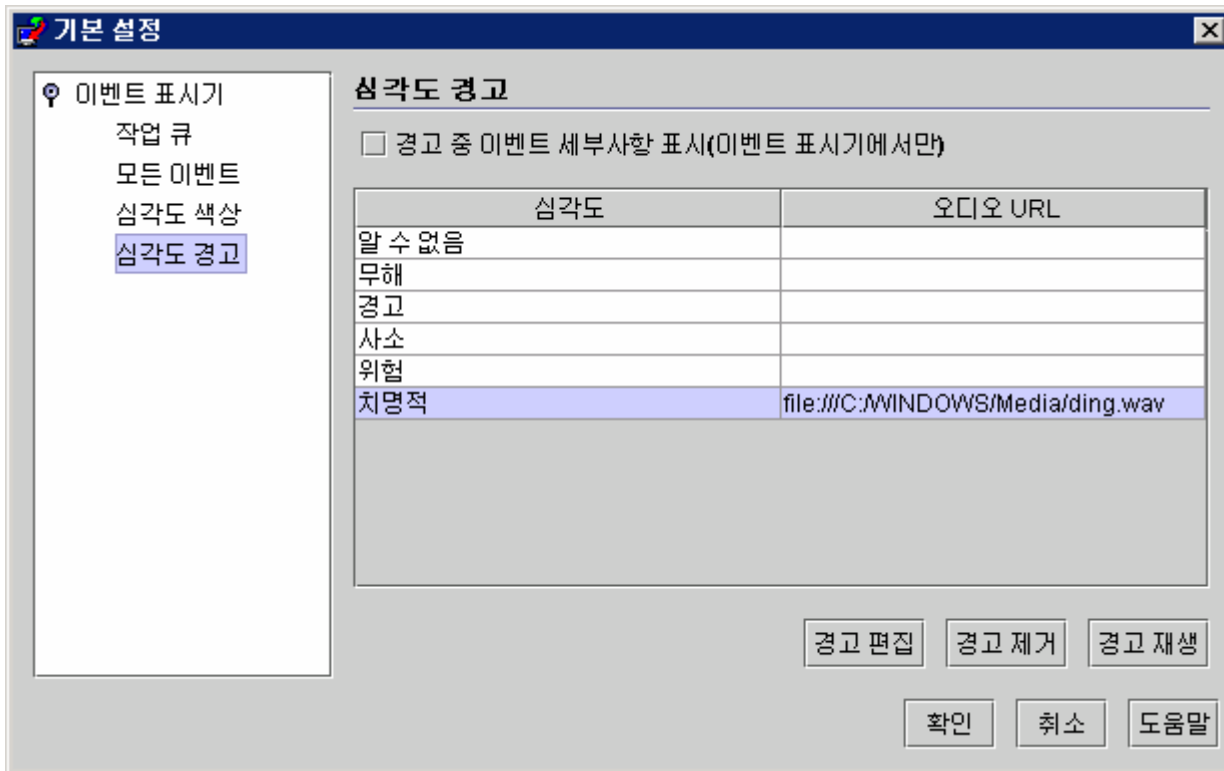 기본 설정
이벤트 표시기
작업 큐
모든 이벤트
심각도 색상
심각도 경고
심각도 경고
경고 중 이벤트 세부사항 표시(이벤트 표시기에서만)
심각도 오디오 URL
알 수 없음
무해
경고
사소
위험
치명적 file:///C:/WINDOWS/Media/ding.wav
경고 편집 경고 제거 경고 재생
확인 취소 도움말